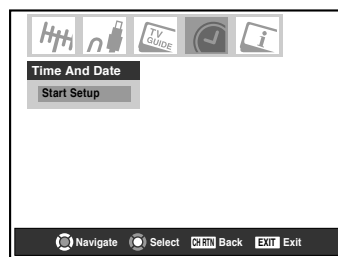 TV
GUIDE
i
Time And Date
Start Setup
Navigate Select CH RTN Back EXIT Exit